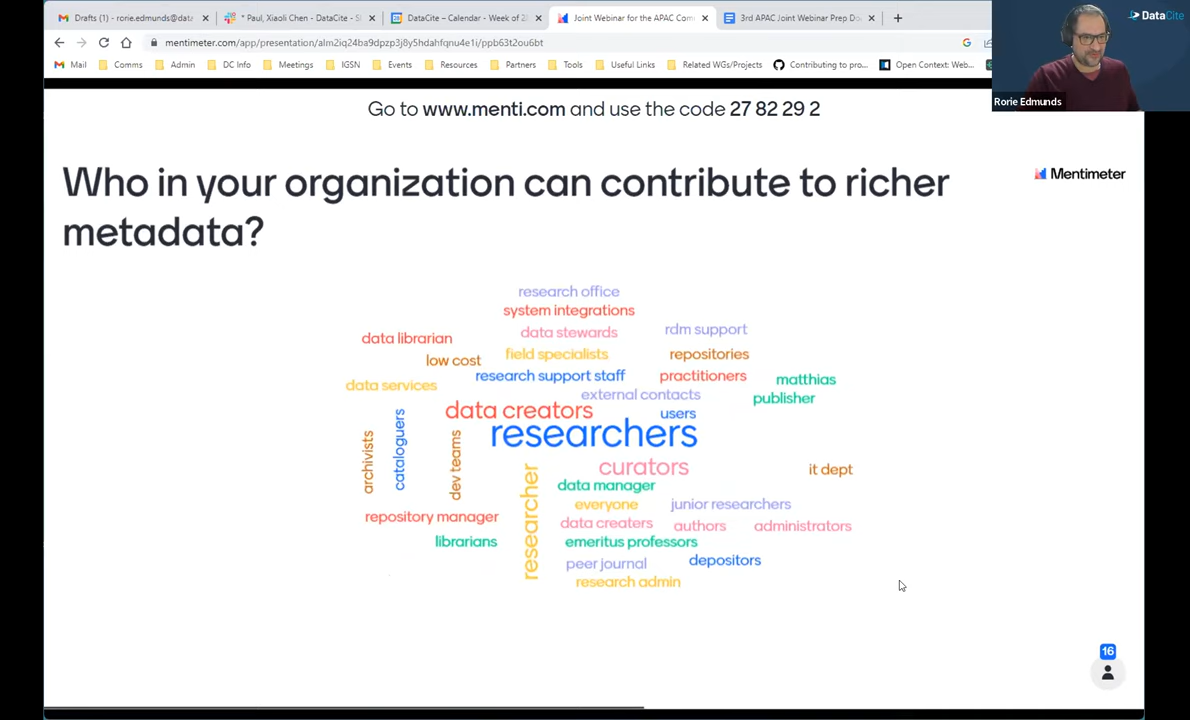 Drafts (1) - rorie.edmunds@data
* Paul, Xiaoli Chen - DataCite - S
DataCite – Calendar - Week of 2
Joint Webinar for the APAC Com
3rd APAC Joint Webinar Prep Do
mentimeter.com/app/presentation/alm2iq24ba9dpzp3j8y5hdahfqnu4e1i/ppb63t2ou6bt
Mail Comms Admin DC Info Meetings IGSN Events Resources Partners Tools Useful Links Related WGs/Projects Contributing to pro... Open Context: Web...
DataCite
Rorie Edmunds
Go to www.menti.com and use the code 27 82 29 2
Who in your organization can contribute to richer
metadata?
Mentimeter
research office
system integrations
data librarian
data stewards
rdm support
low cost
field specialists
repositories
data services
research support staff
practitioners
matthias
external contacts
publisher
data creators
users
researchers
archivists
cataloguers
dev teams
researcher
curators
it dept
data manager
everyone
junior researchers
repository manager
data creaters
authors
administrators
librarians
emeritus professors
peer journal
depositors
research admin
16